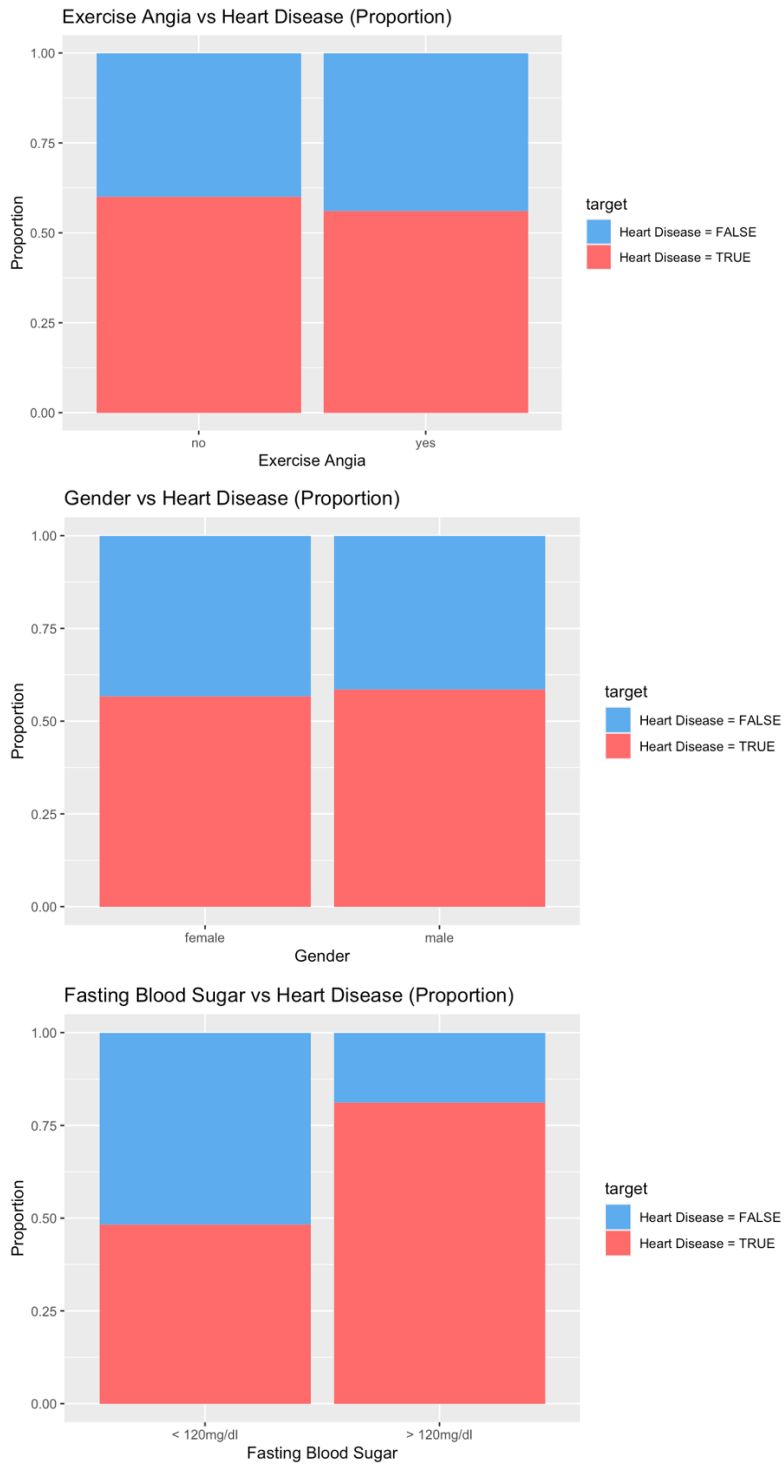 Exercise Angia vs Heart Disease (Proportion)
1.00
0.75
0.50
0.25
0.00
Proportion
no yes
Exercise Angia
target
Heart Disease = FALSE
Heart Disease = TRUE
Gender vs Heart Disease (Proportion)
1.00
0.75
0.50
0.25
0.00
Proportion
female male
Gender
target
Heart Disease = FALSE
Heart Disease = TRUE
Fasting Blood Sugar vs Heart Disease (Proportion)
1.00
0.75
0.50
0.25
0.00
Proportion
< 120mg/dl > 120mg/dl
Fasting Blood Sugar
target
Heart Disease = FALSE
Heart Disease = TRUE